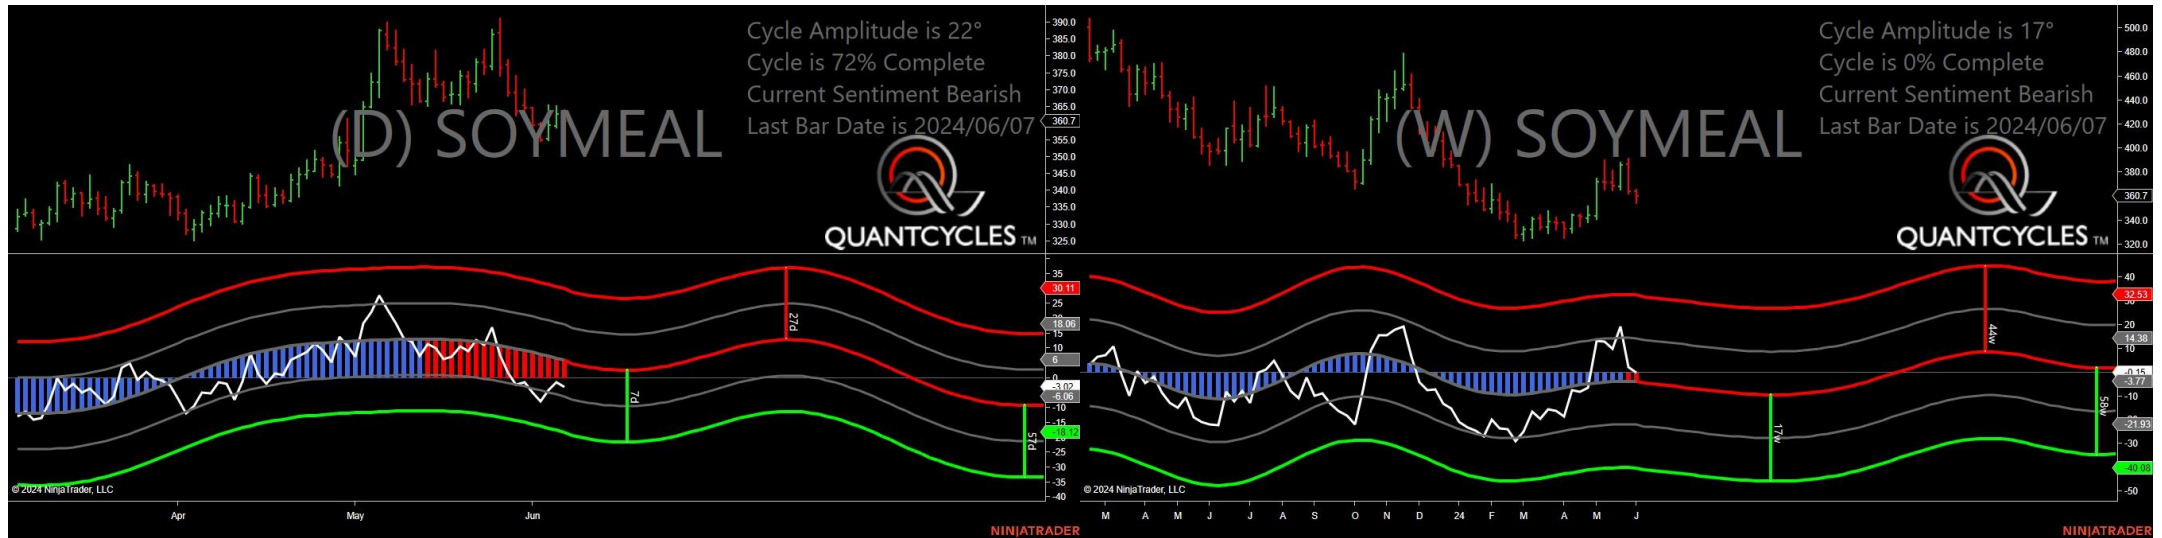 Cycle Amplitude is 22°
Cycle is 72% Complete
Current Sentiment Bearish
Last Bar Date is 2024/06/07
(D) SOYMEAL
QUANTCYCLES TM
390.0
385.0
380.0
375.0
370.0
365.0
360.7
355.0
350.0
345.0
340.0
335.0
330.0
325.0
35
30.11
25
18.06
15
10
6
0
-3.02
-6.06
-10
-18.12
-25
-30
-35
-40
27d
7d
57d
© 2024 NinjaTrader, LLC
Apr May Jun
NINJATRADER
Cycle Amplitude is 17°
Cycle is 0% Complete
Current Sentiment Bearish
Last Bar Date is 2024/06/07
(W) SOYMEAL
QUANTCYCLES TM
500.0
480.0
460.0
440.0
420.0
400.0
380.0
360.7
340.0
320.0
40
32.53
20
14.38
10
-0.15
-3.77
-10
-21.93
-30
-40.08
-50
44w
17w
58w
© 2024 NinjaTrader, LLC
M A M J J A S O N D 24 F M A M J
NINJATRADER